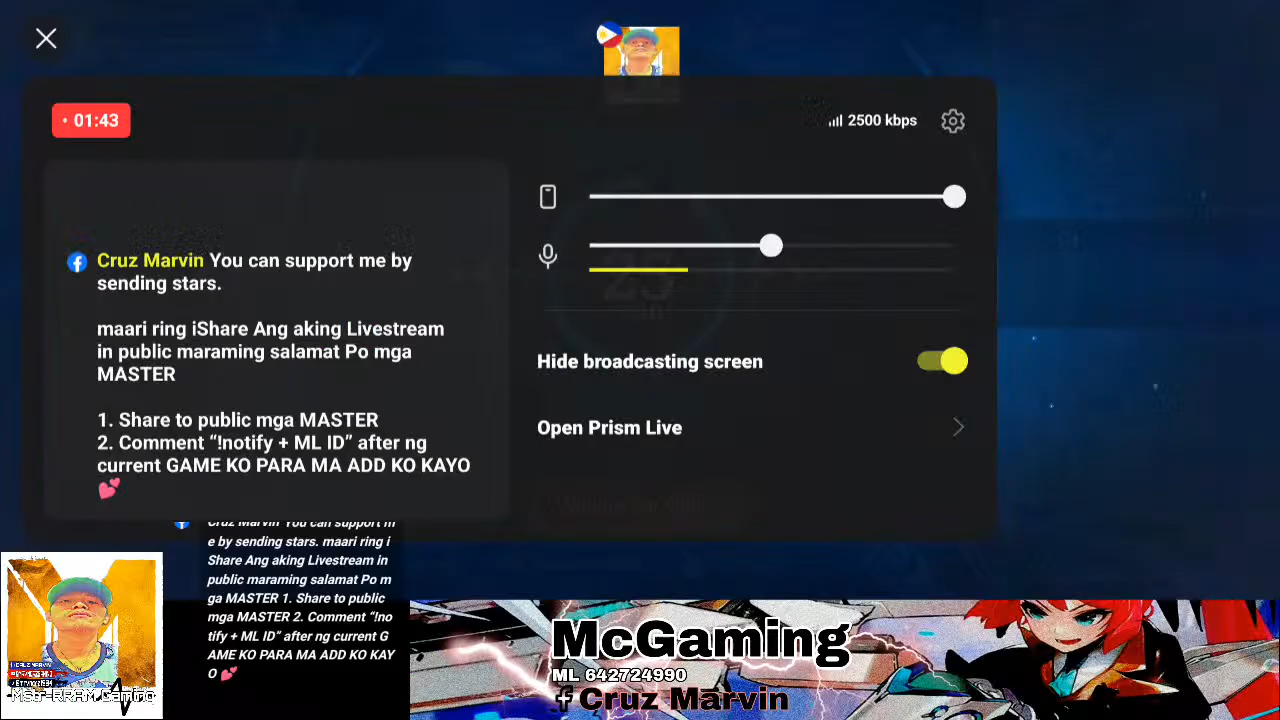 • 01:43
2500 kbps
Cruz Marvin You can support me by
sending stars.
maari ring iShare Ang aking Livestream
in public maraming salamat Po mga
MASTER
1. Share to public mga MASTER
2. Comment “!notify + ML ID” after ng
current GAME KO PARA MA ADD KO KAYO
💕
Hide broadcasting screen
Open Prism Live
25
Cruz Marvin You can support m
e by sending stars. maari ring i
Share Ang aking Livestream in
public maraming salamat Po m
ga MASTER 1. Share to public
mga MASTER 2. Comment “!no
tify + ML ID” after ng current G
AME KO PARA MA ADD KO KAY
O 💕
CRUZ MARVIN
McGaming
ML 642724990
Cruz Marvin